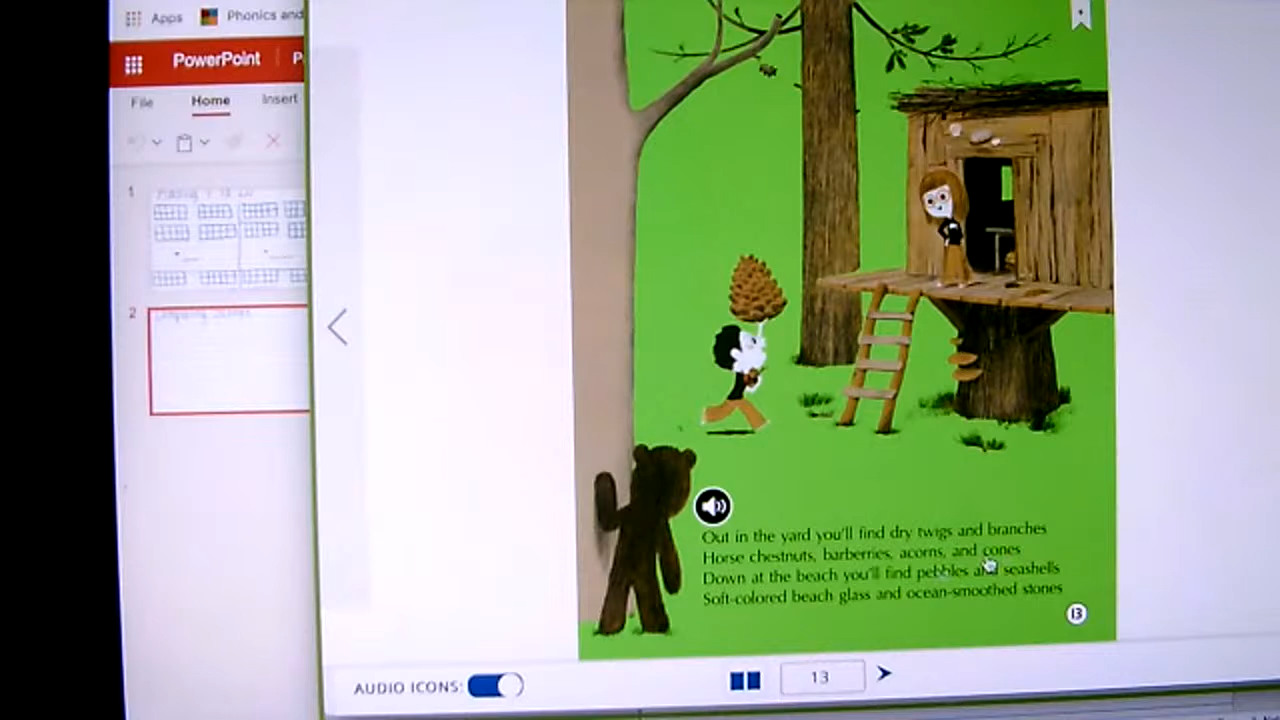 Apps
Phonics and
PowerPoint
P
File
Home
Insert
1
2
Out in the yard you'll find dry twigs and branches
Horse chestnuts, barberries, acorns, and cones
Down at the beach you'll find pebbles and seashells
Soft-colored beach glass and ocean-smoothed stones
13
AUDIO ICONS:
13